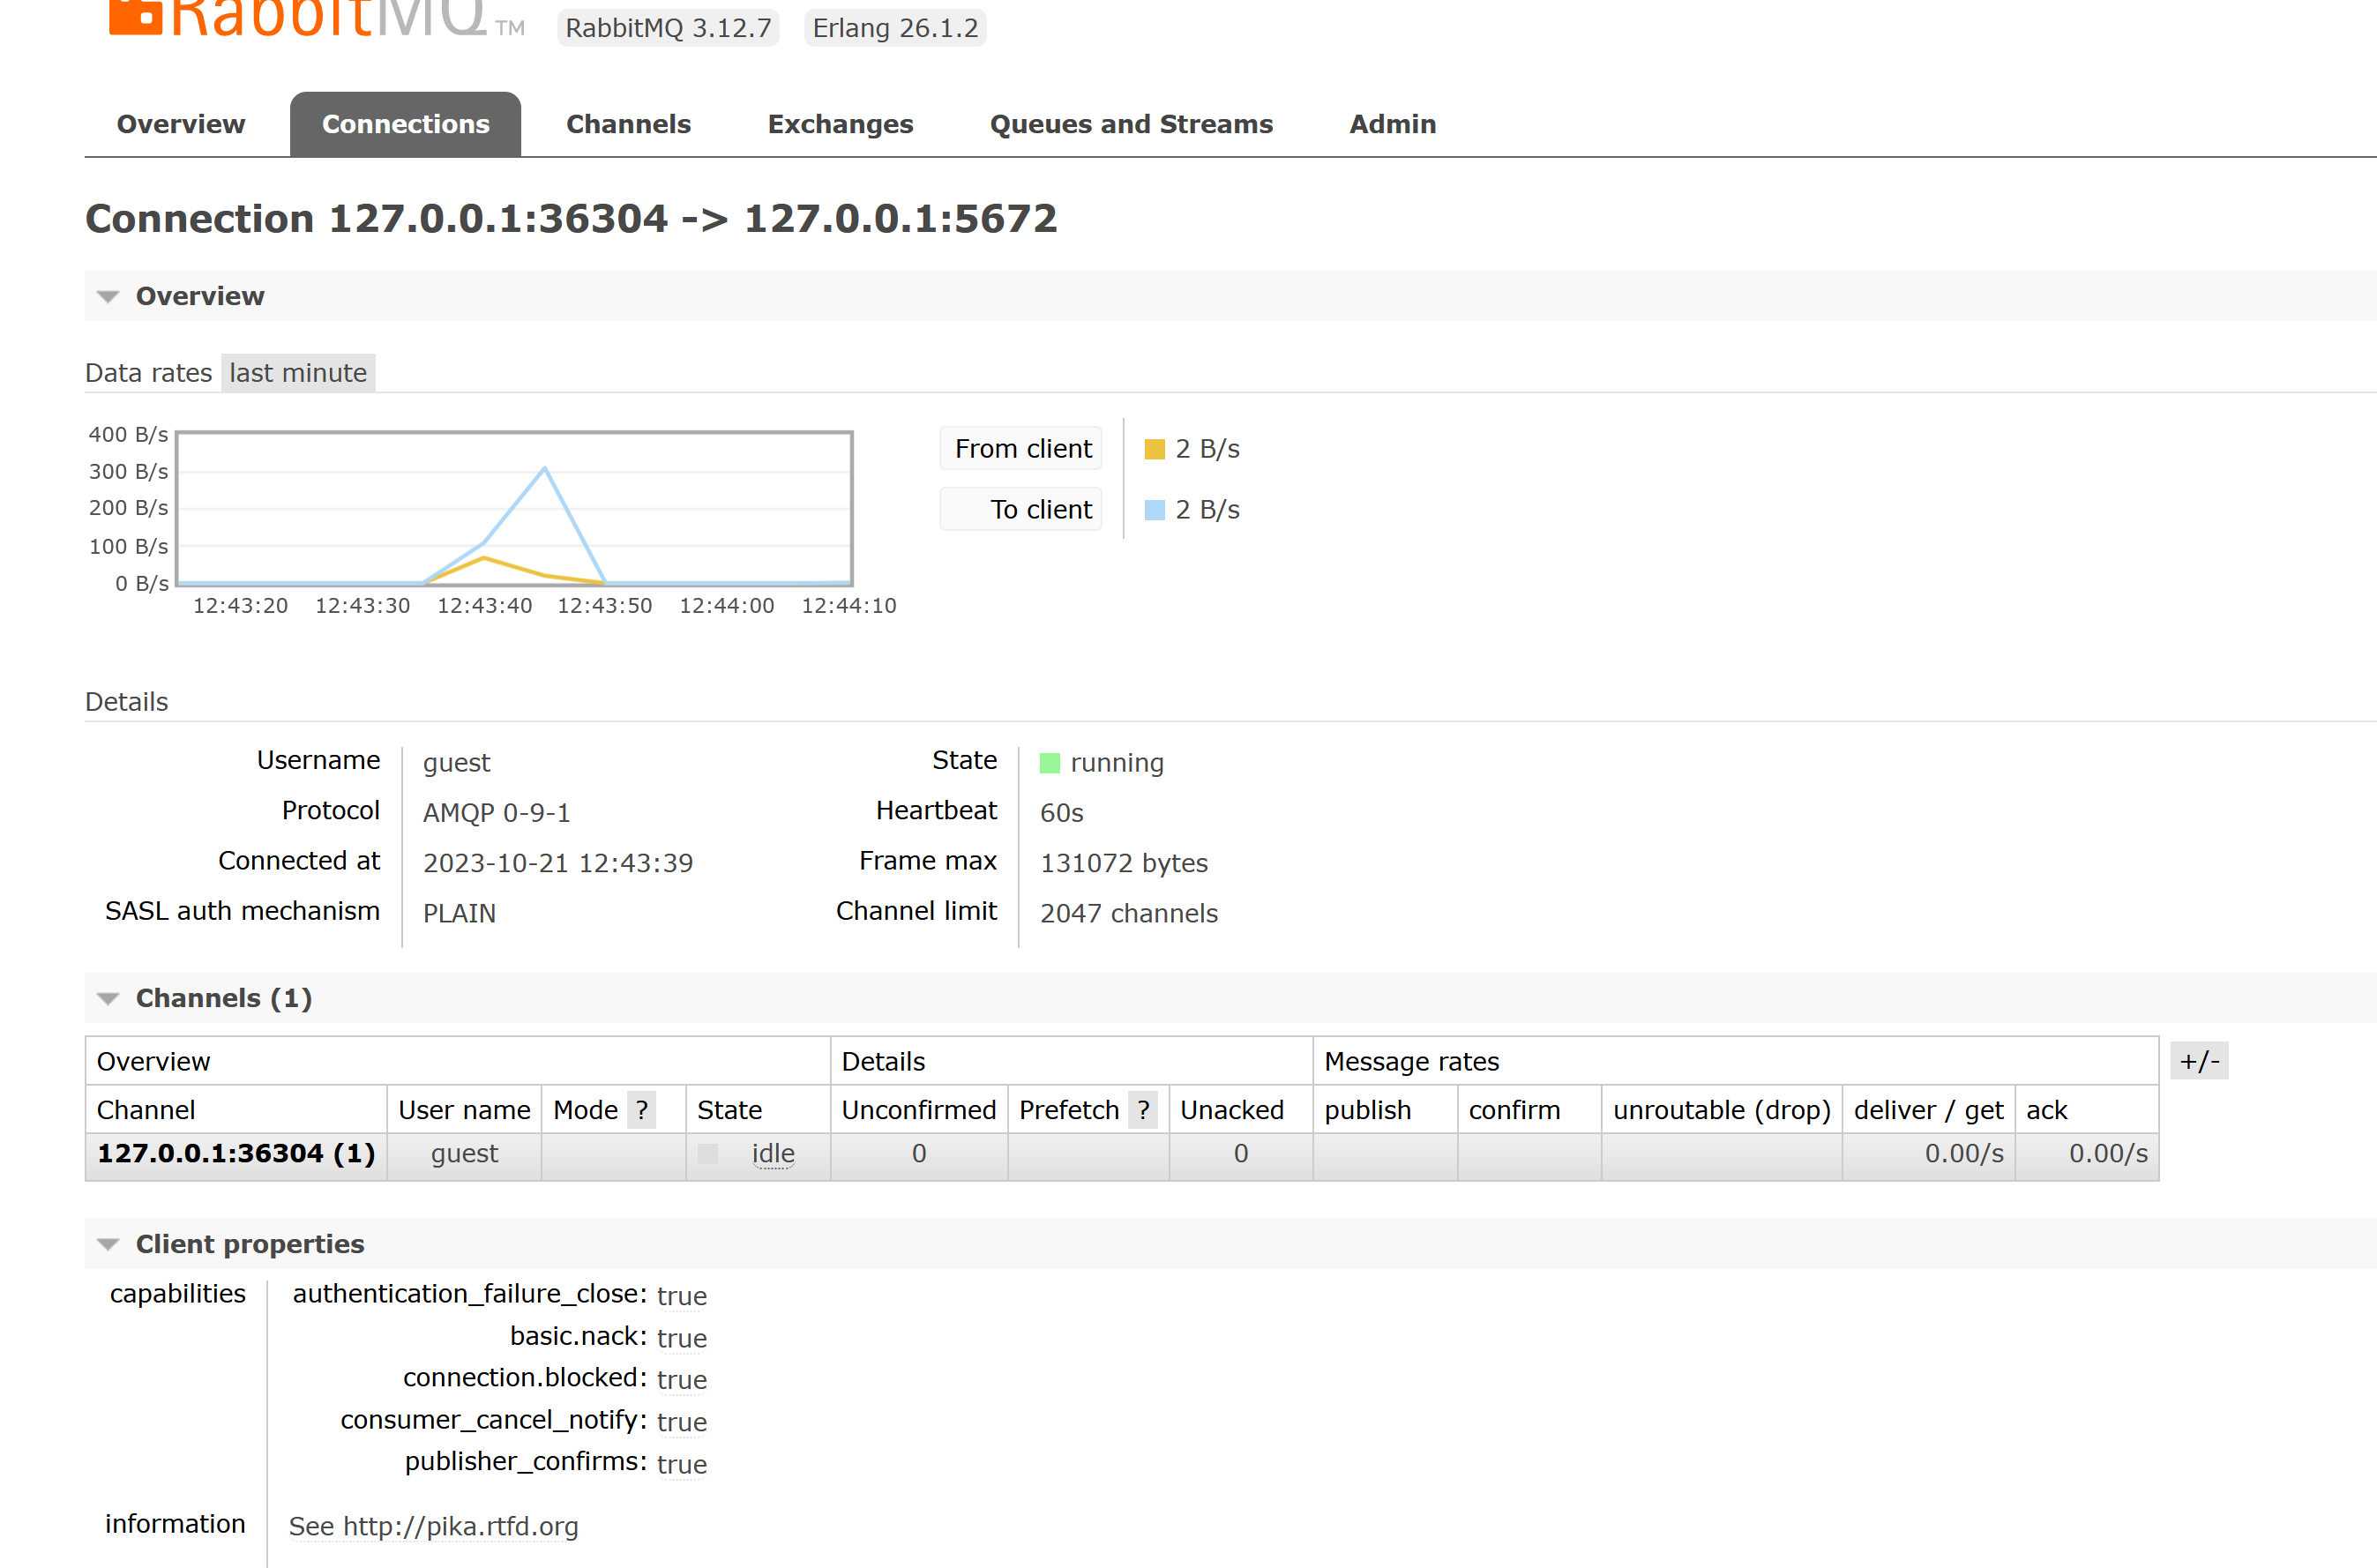 RabbitMQ TM RabbitMQ 3.12.7 Erlang 26.1.2
Overview Connections Channels Exchanges Queues and Streams Admin
Connection 127.0.0.1:36304 -> 127.0.0.1:5672
Overview
Data rates last minute
400 B/s
300 B/s
200 B/s
100 B/s
0 B/s
12:43:20 12:43:30 12:43:40 12:43:50 12:44:00 12:44:10
From client 2 B/s
To client 2 B/s
Details
Username guest
Protocol AMQP 0-9-1
Connected at 2023-10-21 12:43:39
SASL auth mechanism PLAIN
State running
Heartbeat 60s
Frame max 131072 bytes
Channel limit 2047 channels
Channels (1)
Overview Details Message rates +/-
Channel User name Mode ? State Unconfirmed Prefetch ? Unacked publish confirm unroutable (drop) deliver / get ack
127.0.0.1:36304 (1) guest idle 0 0 0.00/s 0.00/s
Client properties
capabilities authentication_failure_close: true
basic.nack: true
connection.blocked: true
consumer_cancel_notify: true
publisher_confirms: true
information See http://pika.rtfd.org